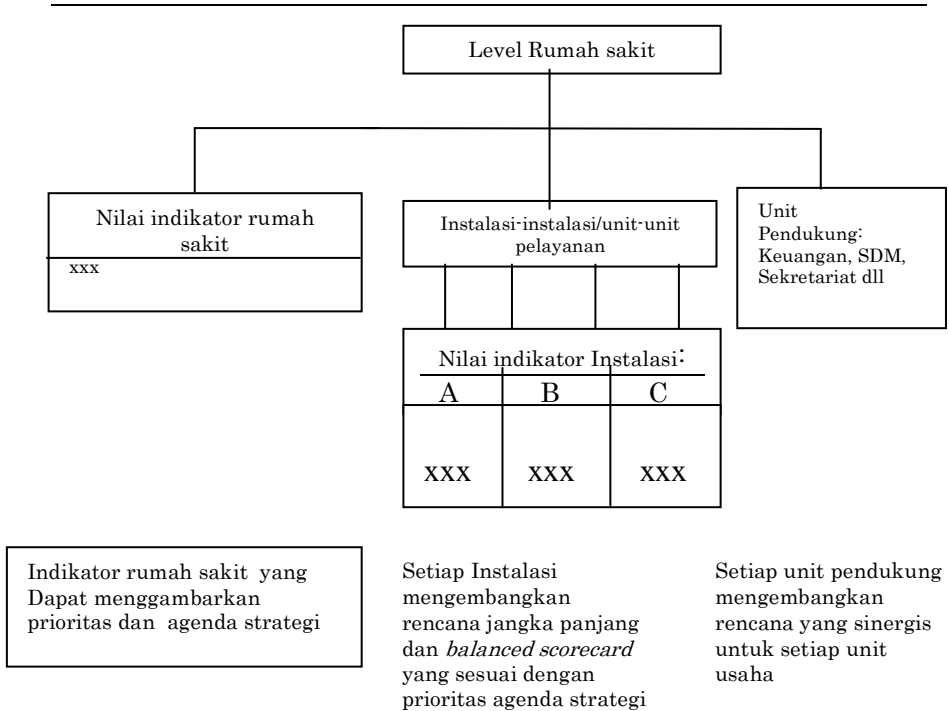 Level Rumah sakit
Nilai indikator rumah
sakit
xxx
Instalasi-instalasi/unit-unit
pelayanan
Unit
Pendukung:
Keuangan, SDM,
Sekretariat dll
Nilai indikator Instalasi:
A B C
xxx xxx xxx
Indikator rumah sakit yang
Dapat menggambarkan
prioritas dan agenda strategi
Setiap Instalasi
mengembangkan
rencana jangka panjang
dan balanced scorecard
yang sesuai dengan
prioritas agenda strategi
Setiap unit pendukung
mengembangkan
rencana yang sinergis
untuk setiap unit
usaha